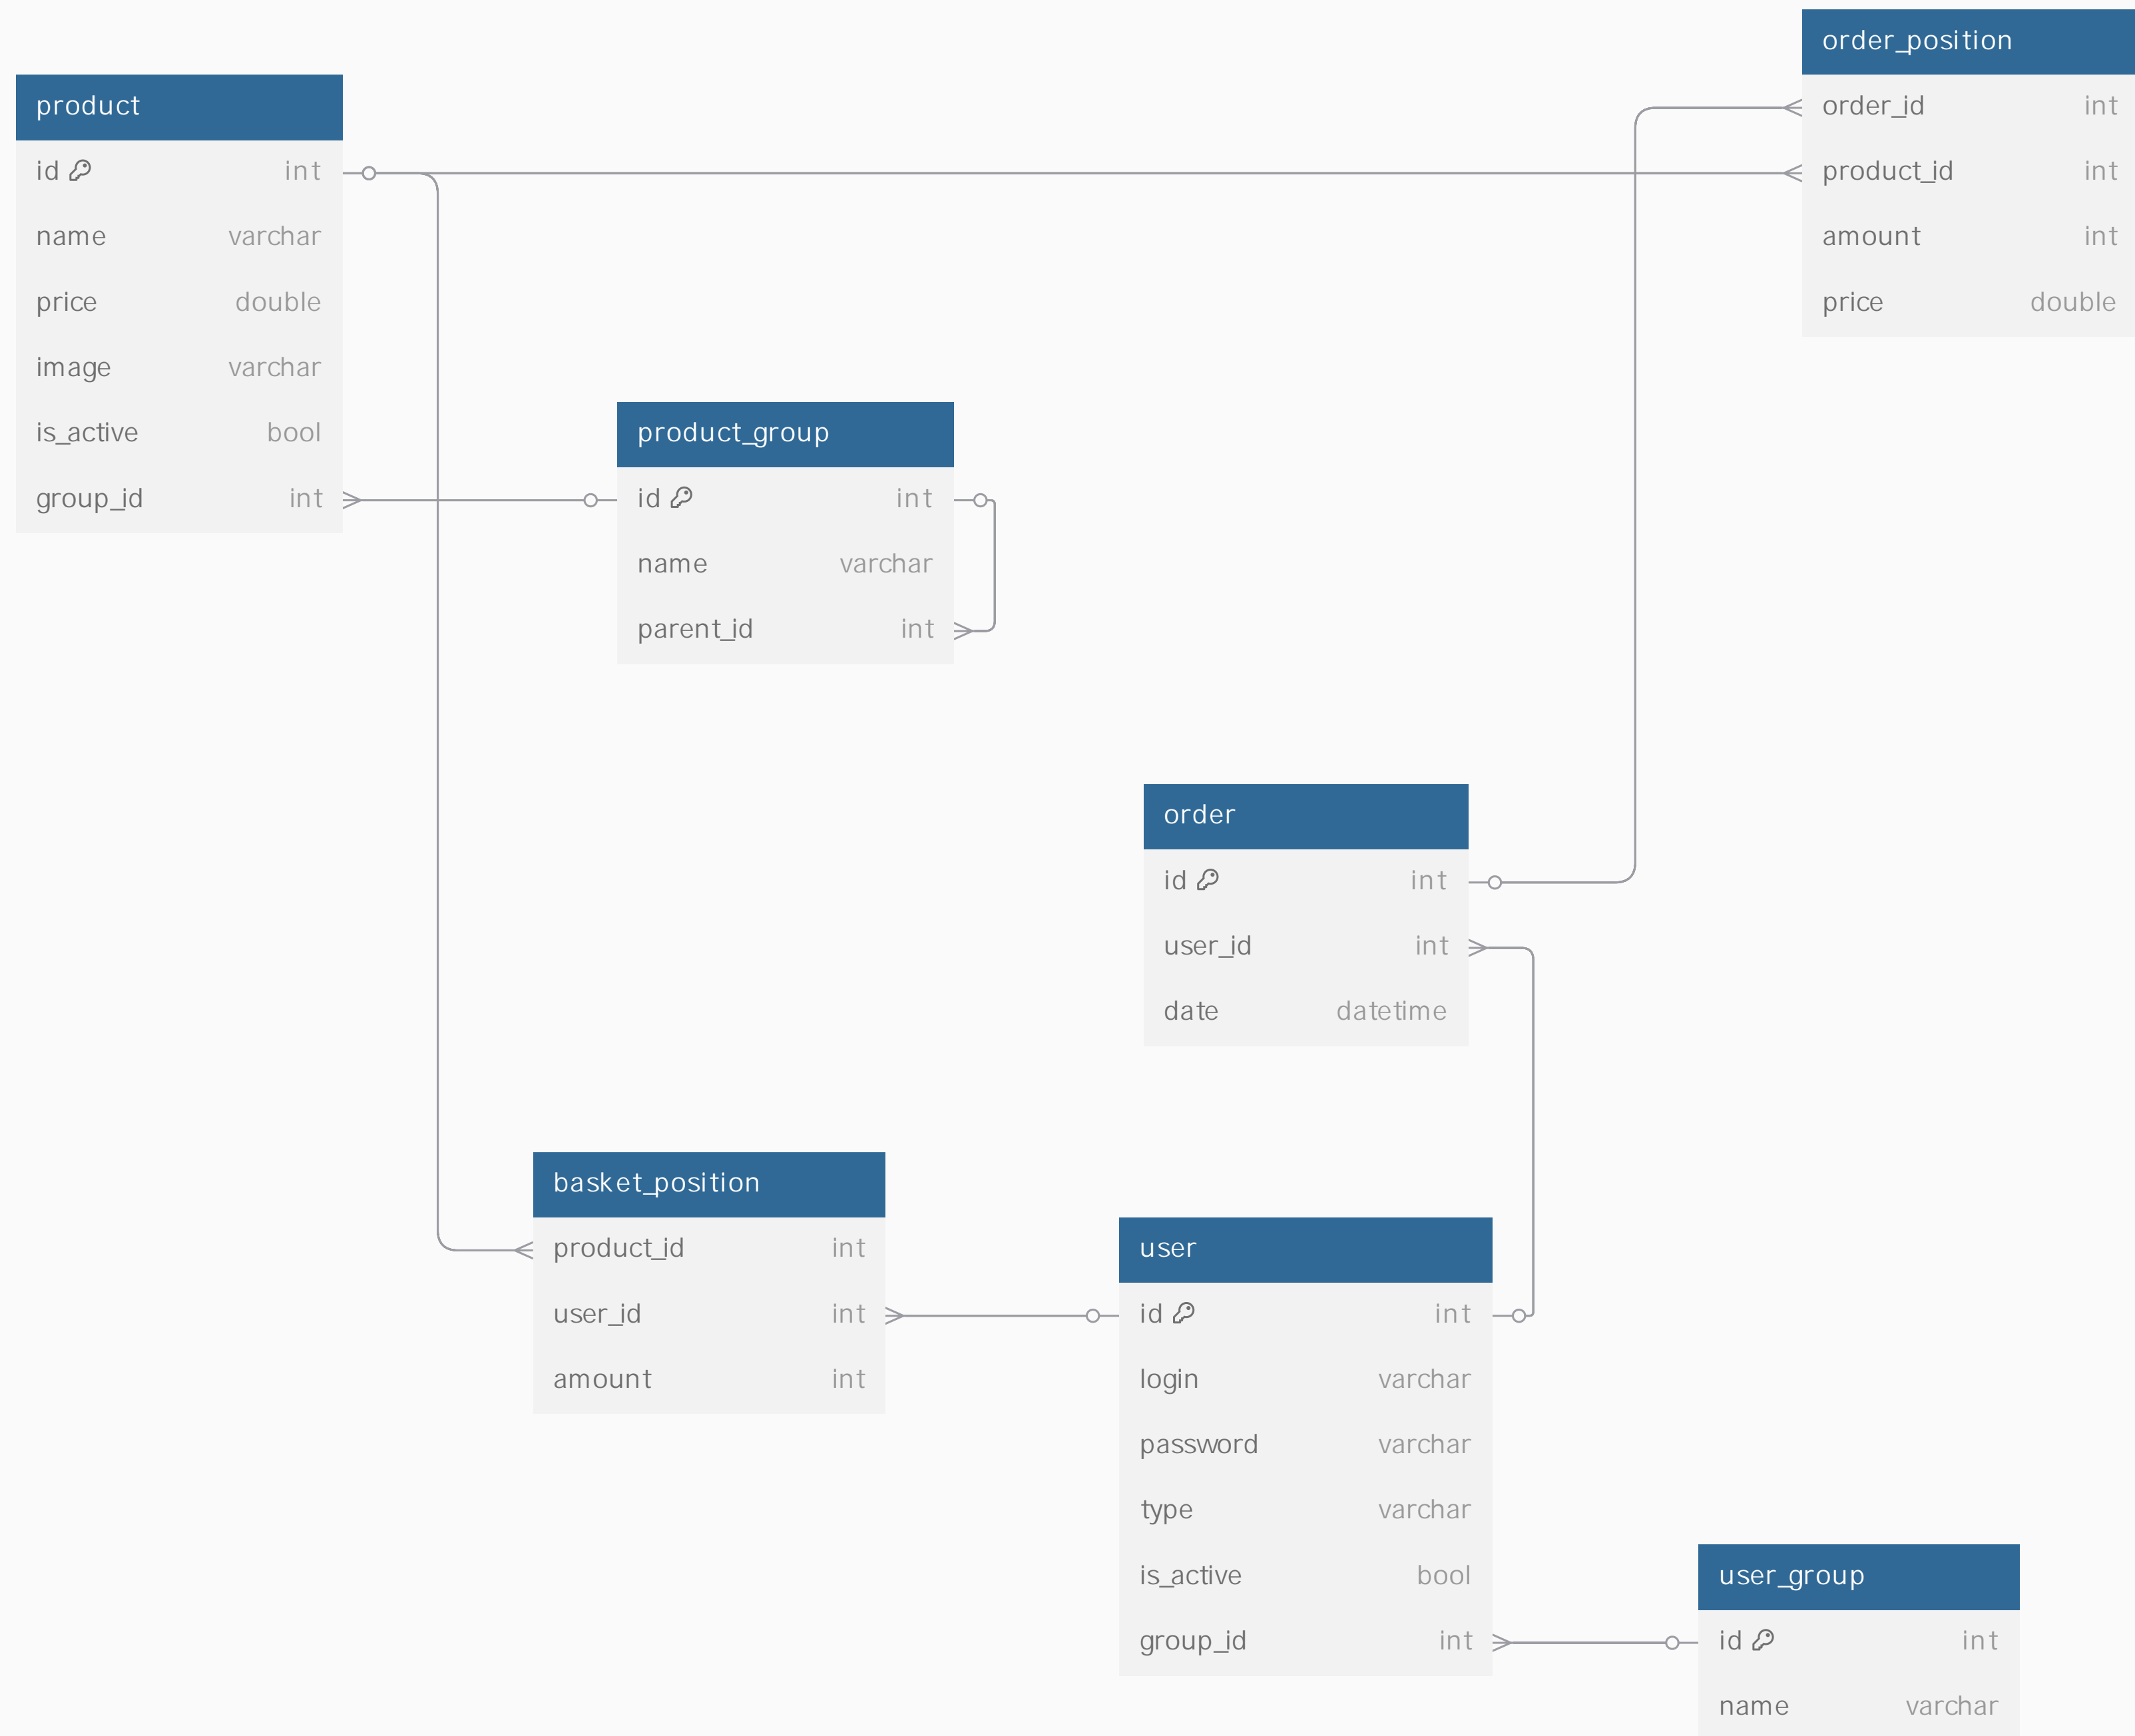 product
id int
name varchar
price double
image varchar
is_active bool
group_id int
product_group
id int
name varchar
parent_id int
order_position
order_id int
product_id int
amount int
price double
order
id int
user_id int
date datetime
basket_position
product_id int
user_id int
amount int
user
id int
login varchar
password varchar
type varchar
is_active bool
group_id int
user_group
id int
name varchar